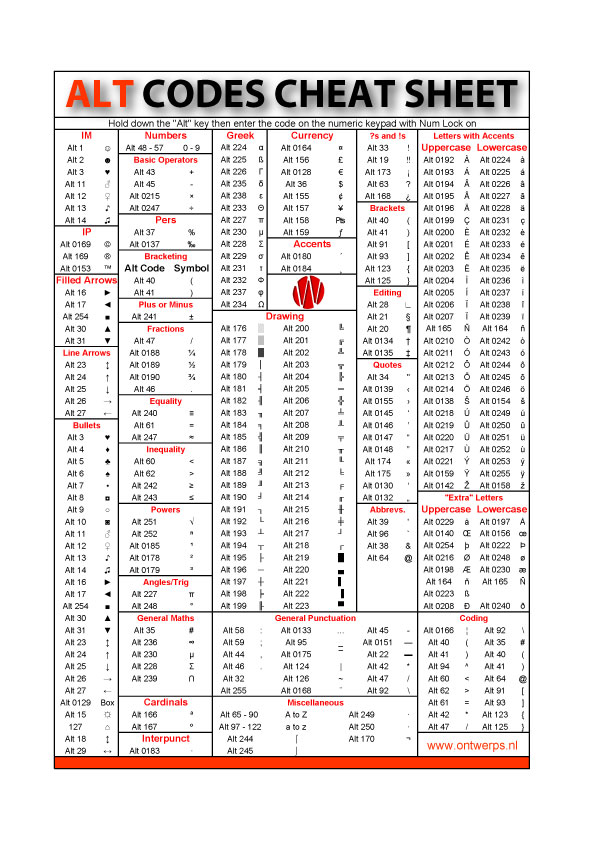 ALT CODES CHEAT SHEET
Hold down the "Alt" key then enter the code on the numeric keypad with Num Lock on
IM
Alt 1 ☺
Alt 2 ☻
Alt 3 ♥
Alt 11 ♂
Alt 12 ♀
Alt 13 ♪
Alt 14 ♫
IP
Alt 0169 ©
Alt 169 ®
Alt 0153 ™
Filled Arrows
Alt 16 ►
Alt 17 ◄
Alt 254 ■
Alt 30 ▲
Alt 31 ▼
Line Arrows
Alt 23 ↨
Alt 24 ↑
Alt 25 ↓
Alt 26 →
Alt 27 ←
Bullets
Alt 3 ♥
Alt 4 ♦
Alt 5 ♣
Alt 6 ♠
Alt 7 •
Alt 8 ◘
Alt 9 ○
Alt 10 ◙
Alt 11 ♂
Alt 12 ♀
Alt 13 ♪
Alt 14 ♫
Alt 16 ►
Alt 17 ◄
Alt 254 ■
Alt 30 ▲
Alt 31 ▼
Alt 23 ↨
Alt 24 ↑
Alt 25 ↓
Alt 26 →
Alt 27 ←
Alt 0129 Box
Alt 15 ☼
127 ⌂
Alt 18 ↕
Alt 29 ↔
Numbers
Alt 48 - 57 0 - 9
Basic Operators
Alt 43 +
Alt 45 -
Alt 0215 ×
Alt 0247 ÷
Pers
Alt 37 %
Alt 0137 ‰
Bracketing
Alt Code Symbol
Alt 40 (
Alt 41 )
Plus or Minus
Alt 241 ±
Fractions
Alt 47 /
Alt 0188 ¼
Alt 0189 ½
Alt 0190 ¾
Alt 46 .
Equality
Alt 240 ≡
Alt 61 =
Alt 247 ≈
Inequality
Alt 60 <
Alt 62 >
Alt 242 ≥
Alt 243 ≤
Powers
Alt 251 √
Alt 252 ⁿ
Alt 0185 ¹
Alt 0178 ²
Alt 0179 ³
Angles/Trig
Alt 227 π
Alt 248 °
General Maths
Alt 35 #
Alt 236 ∞
Alt 230 µ
Alt 228 Σ
Alt 239 ∩
Cardinals
Alt 166 ª
Alt 167 º
Interpunct
Alt 0183 ·
Greek
Alt 224 α
Alt 225 ß
Alt 226 Γ
Alt 235 δ
Alt 238 ε
Alt 233 Θ
Alt 227 π
Alt 230 µ
Alt 228 Σ
Alt 229 σ
Alt 231 τ
Alt 232 Φ
Alt 237 φ
Alt 234 Ω
Currency
Alt 0164 ¤
Alt 156 £
Alt 0128 €
Alt 36 $
Alt 155 ¢
Alt 157 ¥
Alt 158 ₧
Alt 159 ƒ
Accents
Alt 0180 ´
Alt 0184 ¸
Drawing
Alt 176 ░ Alt 200 ╚
Alt 177 ▒ Alt 201 ╔
Alt 178 ▓ Alt 202 ╩
Alt 179 │ Alt 203 ╦
Alt 180 ┤ Alt 204 ╠
Alt 181 ╡ Alt 205 ═
Alt 182 ╢ Alt 206 ╬
Alt 183 ╖ Alt 207 ╧
Alt 184 ╕ Alt 208 ╨
Alt 185 ╣ Alt 209 ╤
Alt 186 ║ Alt 210 ╥
Alt 187 ╗ Alt 211 ╙
Alt 188 ╝ Alt 212 ╘
Alt 189 ╜ Alt 213 ╒
Alt 190 ╛ Alt 214 ╓
Alt 191 ┐ Alt 215 ╫
Alt 192 └ Alt 216 ╪
Alt 193 ┴ Alt 217 ┘
Alt 194 ┬ Alt 218 ┌
Alt 195 ├ Alt 219 █
Alt 196 ─ Alt 220 ▄
Alt 197 ┼ Alt 221 ▌
Alt 198 ╞ Alt 222 ▐
Alt 199 ╟ Alt 223 ▀
?s and !s
Alt 33 !
Alt 19 ‼
Alt 173 ¡
Alt 63 ?
Alt 168 ¿
Brackets
Alt 40 (
Alt 41 )
Alt 91 [
Alt 93 ]
Alt 123 {
Alt 125 }
Editing
Alt 28 ∟
Alt 21 §
Alt 20 ¶
Alt 0134 †
Alt 0135 ‡
Quotes
Alt 34 "
Alt 0139 ‹
Alt 0155 ›
Alt 0145 ‘
Alt 0146 ’
Alt 0147 “
Alt 0148 ”
Alt 174 «
Alt 175 »
Alt 0130 ‚
Alt 0132 „
Abbrevs.
Alt 39 '
Alt 96 `
Alt 38 &
Alt 64 @
Letters with Accents
Uppercase Lowercase
Alt 0192 À Alt 0224 à
Alt 0193 Á Alt 0225 á
Alt 0194 Â Alt 0226 â
Alt 0195 Ã Alt 0227 ã
Alt 0196 Ä Alt 0228 ä
Alt 0199 Ç Alt 0231 ç
Alt 0200 È Alt 0232 è
Alt 0201 É Alt 0233 é
Alt 0202 Ê Alt 0234 ê
Alt 0203 Ë Alt 0235 ë
Alt 0204 Ì Alt 0236 ì
Alt 0205 Í Alt 0237 í
Alt 0206 Î Alt 0238 î
Alt 0207 Ï Alt 0239 ï
Alt 165 Ñ Alt 164 ñ
Alt 0210 Ò Alt 0242 ò
Alt 0211 Ó Alt 0243 ó
Alt 0212 Ô Alt 0244 ô
Alt 0213 Õ Alt 0245 õ
Alt 0214 Ö Alt 0246 ö
Alt 0138 Š Alt 0154 š
Alt 0218 Ú Alt 0249 ù
Alt 0219 Û Alt 0250 ú
Alt 0220 Ü Alt 0251 û
Alt 0217 Ù Alt 0252 ü
Alt 0221 Ý Alt 0253 ý
Alt 0159 Ÿ Alt 0255 ÿ
Alt 0142 Ž Alt 0158 ž
"Extra" Letters
Uppercase Lowercase
Alt 0229 å Alt 0197 Å
Alt 0140 Œ Alt 0156 œ
Alt 0254 þ Alt 0222 Þ
Alt 0216 Ø Alt 0248 ø
Alt 0198 Æ Alt 0230 æ
Alt 164 ñ Alt 165 Ñ
Alt 0223 ß
Alt 0208 Ð Alt 0240 ð
General Punctuation
Alt 58 : Alt 0133 … Alt 45 -
Alt 59 ; Alt 95 _ Alt 0151 —
Alt 44 , Alt 0175 ¯ Alt 22 ▬
Alt 46 . Alt 124 | Alt 42 *
Alt 32 Alt 126 ~ Alt 47 /
Alt 255 Alt 0168 ¨ Alt 92 \
Miscellaneous
Alt 65 - 90 A to Z Alt 249 ·
Alt 97 - 122 a to z Alt 250 ·
Alt 244 ⌠ Alt 170 ¬
Alt 245 ⌡
Coding
Alt 0166 ¦ Alt 92 \
Alt 40 ( Alt 35 #
Alt 41 ) Alt 40 (
Alt 94 ^ Alt 41 )
Alt 60 < Alt 64 @
Alt 62 > Alt 91 [
Alt 61 = Alt 93 ]
Alt 42 * Alt 123 {
Alt 47 / Alt 125 }
www.ontwerps.nl